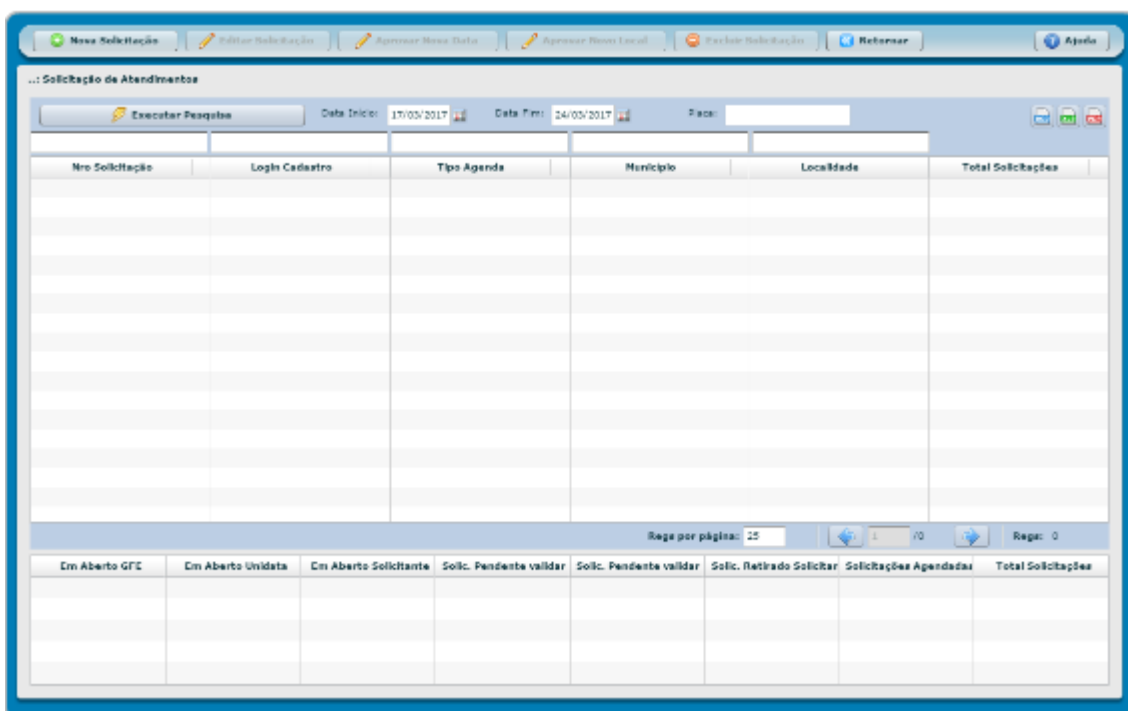 Nova Solicitação Editar Solicitação Aprovar Nova Data Aprovar Novo Local Excluir Solicitação Retornar Ajuda
..: Solicitação de Atendimentos
Executar Pesquisa Data Início: 17/03/2017 Data Fim: 24/03/2017 Placa:
Nro Solicitação Login Cadastro Tipo Agenda Município Localidade Total Solicitações
Regs por página: 25 1 /0 Regs: 0
Em Aberto GFE Em Aberto Unidata Em Aberto Solicitante Solic. Pendente validar Solic. Pendente validar Solic. Retirado Solicitar Solicitações Agendadas Total Solicitações